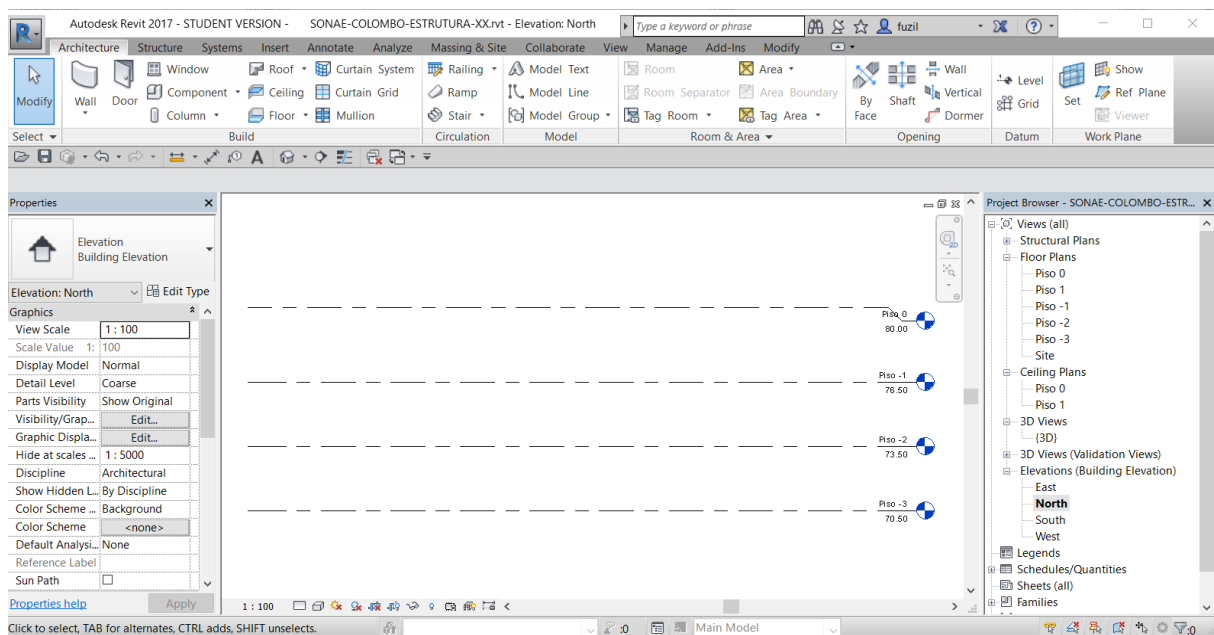 Autodesk Revit 2017 - STUDENT VERSION - SONAE-COLOMBO-ESTRUTURA-XX.rvt - Elevation: North Type a keyword or phrase fuzil
Architecture Structure Systems Insert Annotate Analyze Massing & Site Collaborate View Manage Add-Ins Modify
Modify
Wall
Door
Window
Component
Column
Roof
Ceiling
Floor
Curtain System
Curtain Grid
Mullion
Railing
Ramp
Stair
Model Text
Model Line
Model Group
Room
Room Separator
Tag Room
Area
Area Boundary
Tag Area
By
Face
Shaft
Wall
Vertical
Dormer
Level
Grid
Set
Show
Ref Plane
Viewer
Select Build Circulation Model Room & Area Opening Datum Work Plane
Properties
Elevation
Building Elevation
Elevation: North Edit Type
Graphics
View Scale 1 : 100
Scale Value 1: 100
Display Model Normal
Detail Level Coarse
Parts Visibility Show Original
Visibility/Grap... Edit...
Graphic Displa... Edit...
Hide at scales ... 1 : 5000
Discipline Architectural
Show Hidden L... By Discipline
Color Scheme ... Background
Color Scheme <none>
Default Analysi... None
Reference Label
Sun Path
Properties help Apply
2D
Piso 0
80.00
Piso -1
76.50
Piso -2
73.50
Piso -3
70.50
1 : 100
Project Browser - SONAE-COLOMBO-ESTR...
Views (all)
Structural Plans
Floor Plans
Piso 0
Piso 1
Piso -1
Piso -2
Piso -3
Site
Ceiling Plans
Piso 0
Piso 1
3D Views
{3D}
3D Views (Validation Views)
Elevations (Building Elevation)
East
North
South
West
Legends
Schedules/Quantities
Sheets (all)
Families
Click to select, TAB for alternates, CTRL adds, SHIFT unselects. :0 Main Model :0